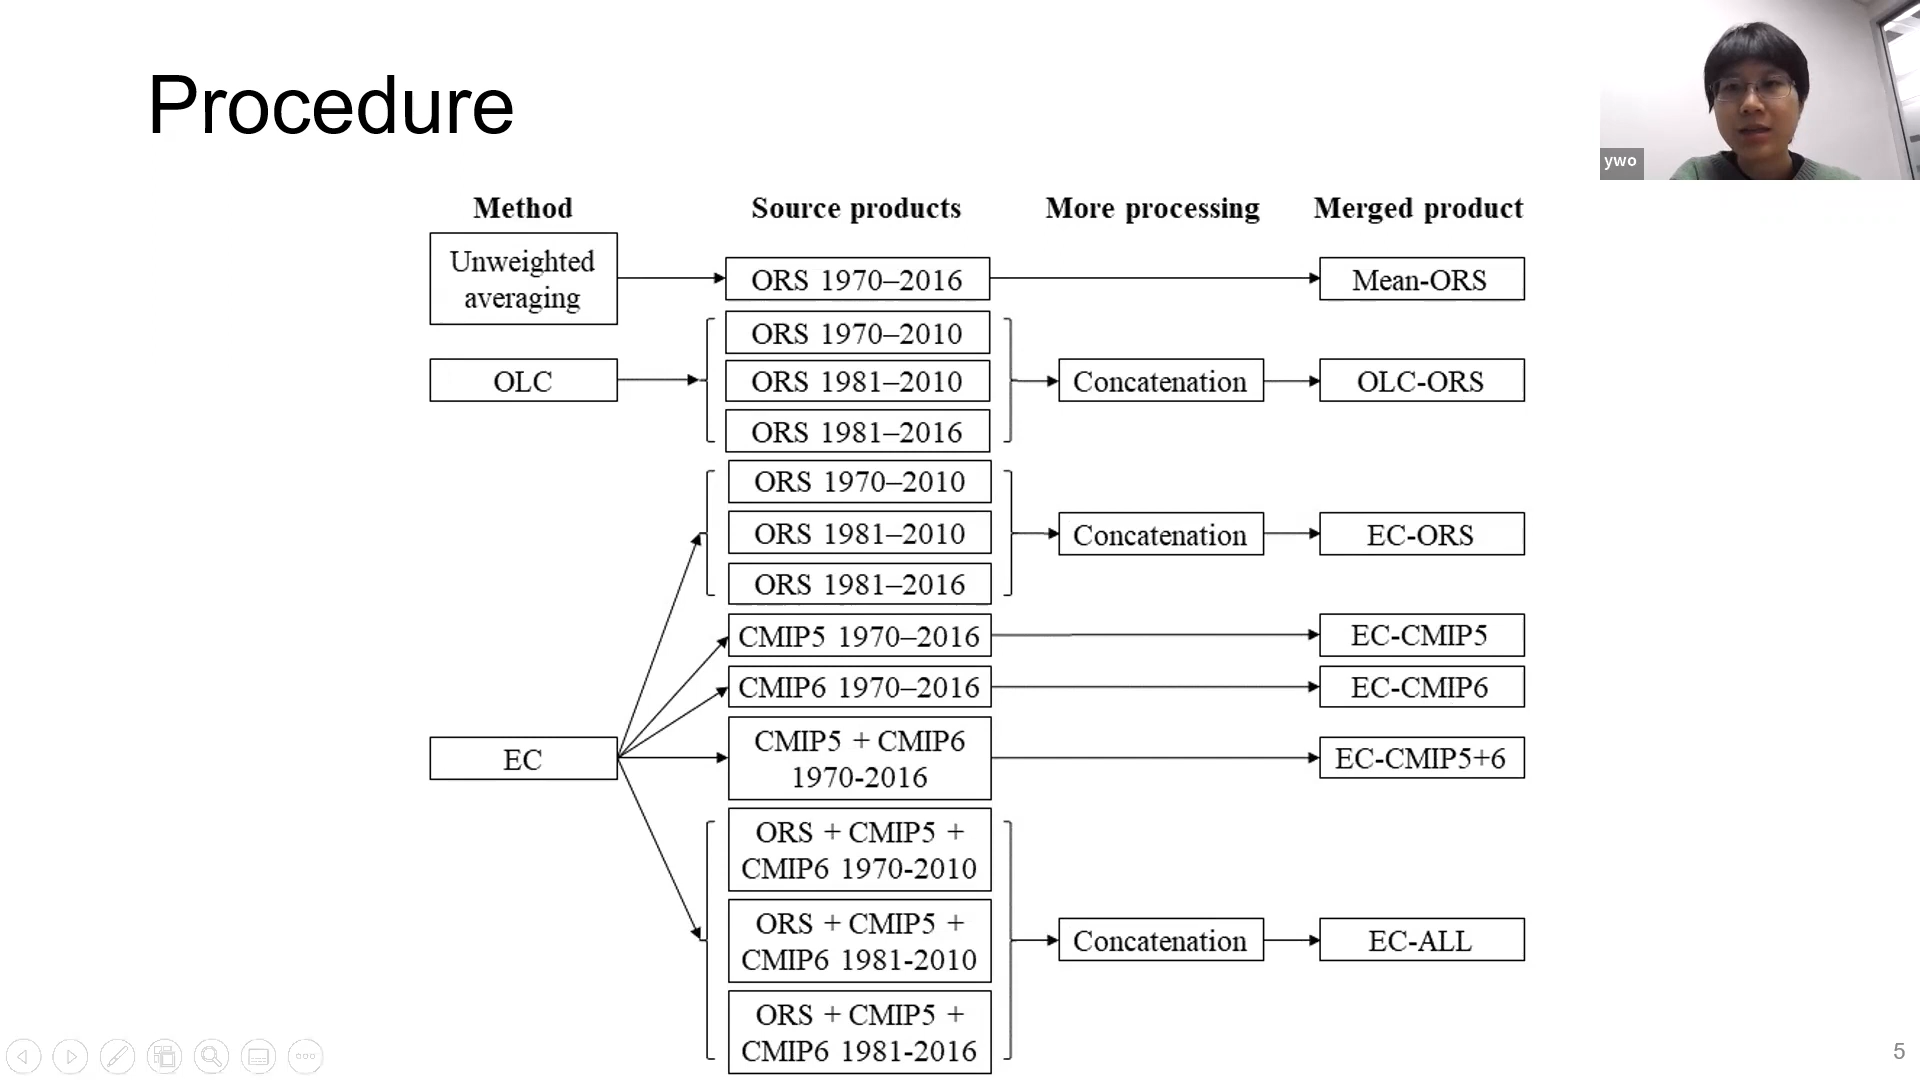 Procedure
ywo
Method
Source products
More processing
Merged product
Unweighted
averaging
ORS 1970–2016
Mean-ORS
OLC
ORS 1970–2010
ORS 1981–2010
ORS 1981–2016
Concatenation
OLC-ORS
EC
ORS 1970–2010
ORS 1981–2010
ORS 1981–2016
Concatenation
EC-ORS
CMIP5 1970–2016
EC-CMIP5
CMIP6 1970–2016
EC-CMIP6
CMIP5 + CMIP6
1970-2016
EC-CMIP5+6
ORS + CMIP5 +
CMIP6 1970-2010
ORS + CMIP5 +
CMIP6 1981-2010
ORS + CMIP5 +
CMIP6 1981-2016
Concatenation
EC-ALL
5